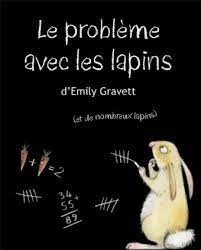 Le problème
avec les lapins
d'Emily Gravett
(et de nombreux lapins)
+ = 2
34
55 +
89